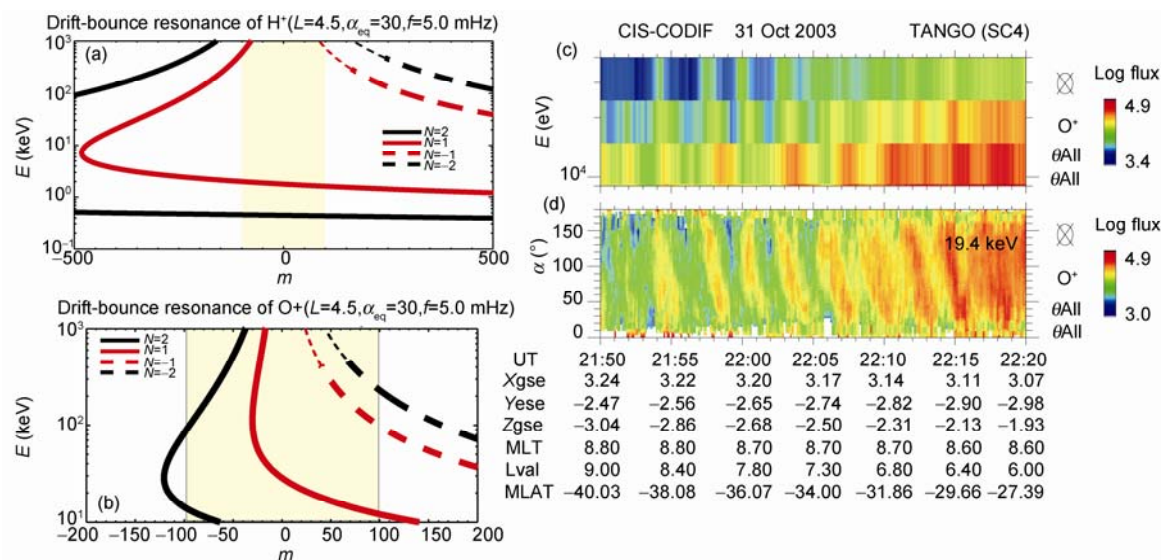 Drift-bounce resonance of H⁺(L=4.5,αeq=30,f=5.0 mHz)
(a)
10³
10²
10¹
10⁰
10⁻¹
E (keV)
N=2
N=1
N=−1
N=−2
−500
0
500
m
Drift-bounce resonance of O+(L=4.5,αeq=30,f=5.0 mHz)
N=2
N=1
N=−1
N=−2
10³
10²
10¹
E (keV)
(b)
−200 −150 −100 −50 0 50 100 150 200
m
CIS-CODIF 31 Oct 2003 TANGO (SC4)
(c)
E (eV)
10⁴
O⁺
θAll
θAll
Log flux
4.9
3.4
(d)
19.4 keV
α (°)
150
100
50
0
O⁺
θAll
θAll
Log flux
4.9
3.0
UT 21:50 21:55 22:00 22:05 22:10 22:15 22:20
Xgse 3.24 3.22 3.20 3.17 3.14 3.11 3.07
Yese −2.47 −2.56 −2.65 −2.74 −2.82 −2.90 −2.98
Zgse −3.04 −2.86 −2.68 −2.50 −2.31 −2.13 −1.93
MLT 8.80 8.80 8.70 8.70 8.70 8.60 8.60
Lval 9.00 8.40 7.80 7.30 6.80 6.40 6.00
MLAT −40.03 −38.08 −36.07 −34.00 −31.86 −29.66 −27.39